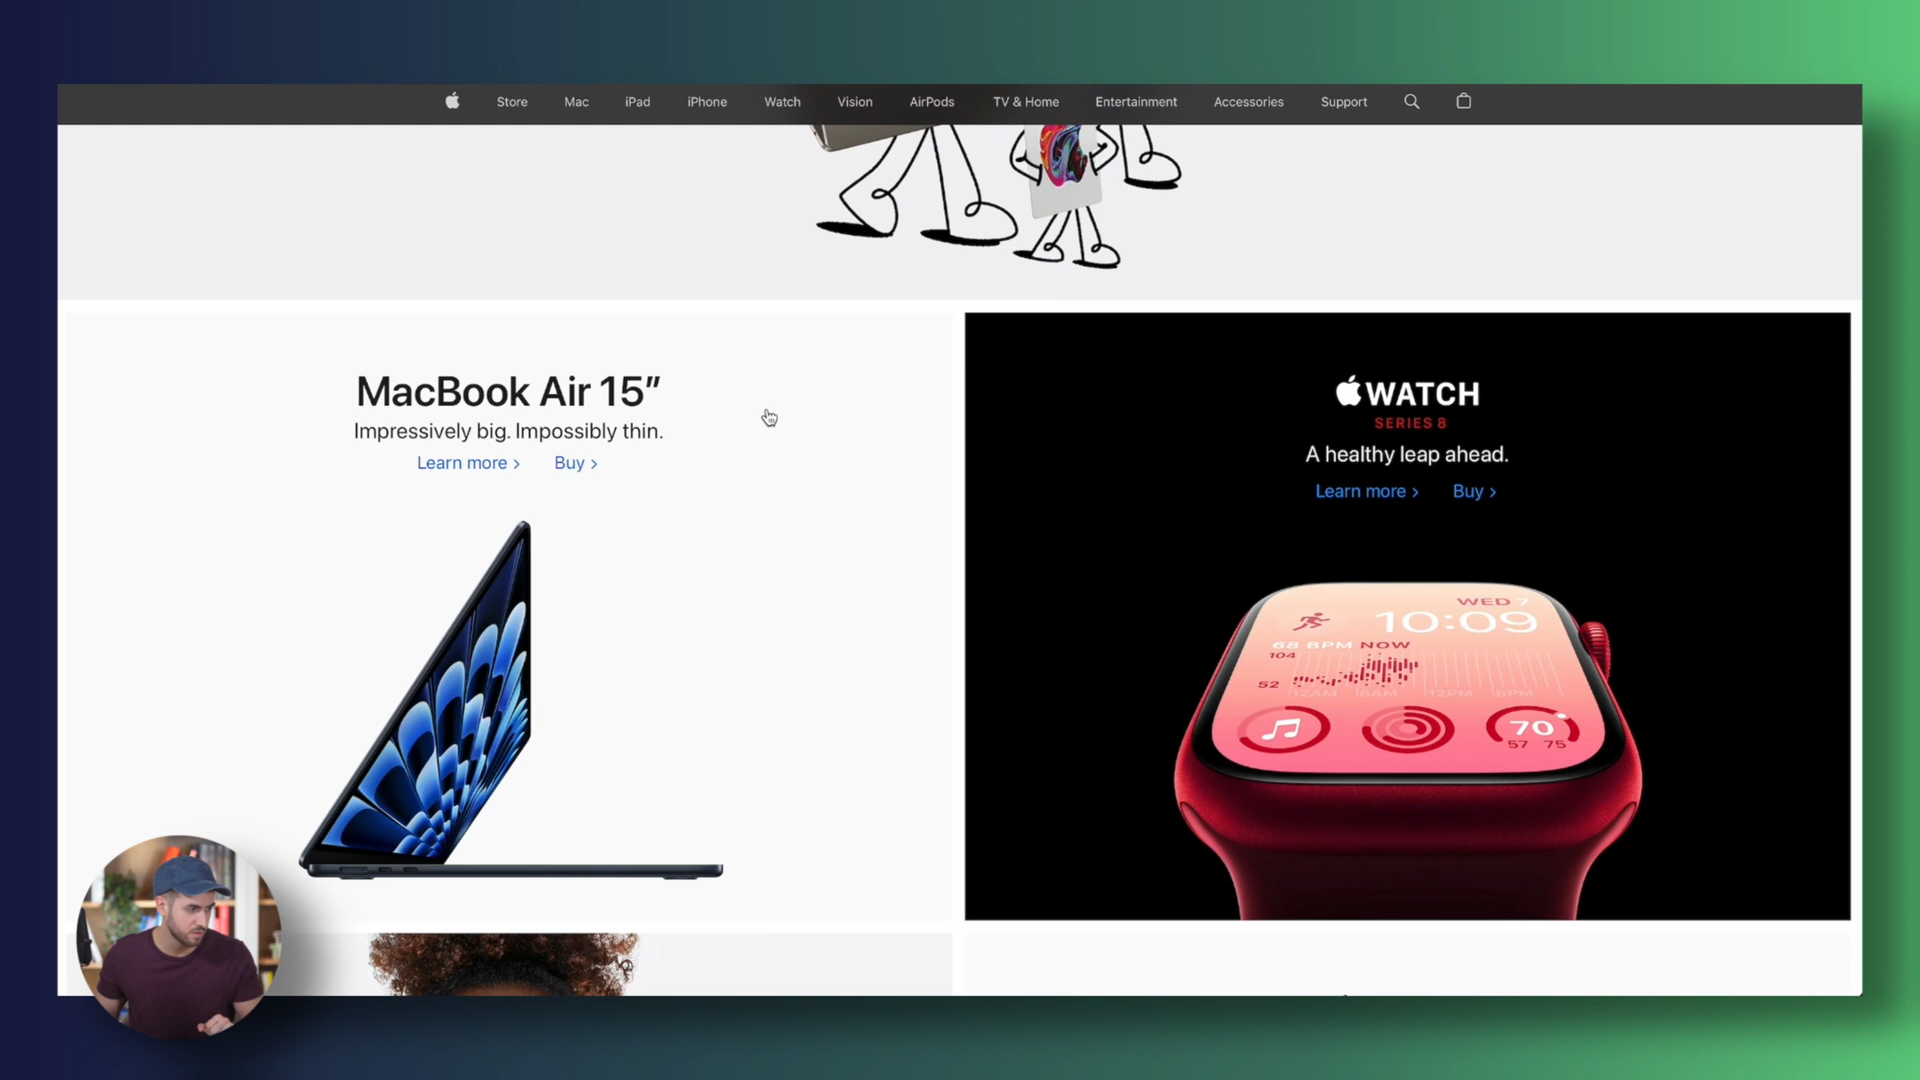 Store Mac iPad iPhone Watch Vision AirPods TV & Home Entertainment Accessories Support
MacBook Air 15″
Impressively big. Impossibly thin.
Learn more > Buy >
WATCH
SERIES 8
A healthy leap ahead.
Learn more > Buy >
WED 7
10:09
68 BPM NOW
104
52
12AM 6AM 12PM 6PM
70
57 75